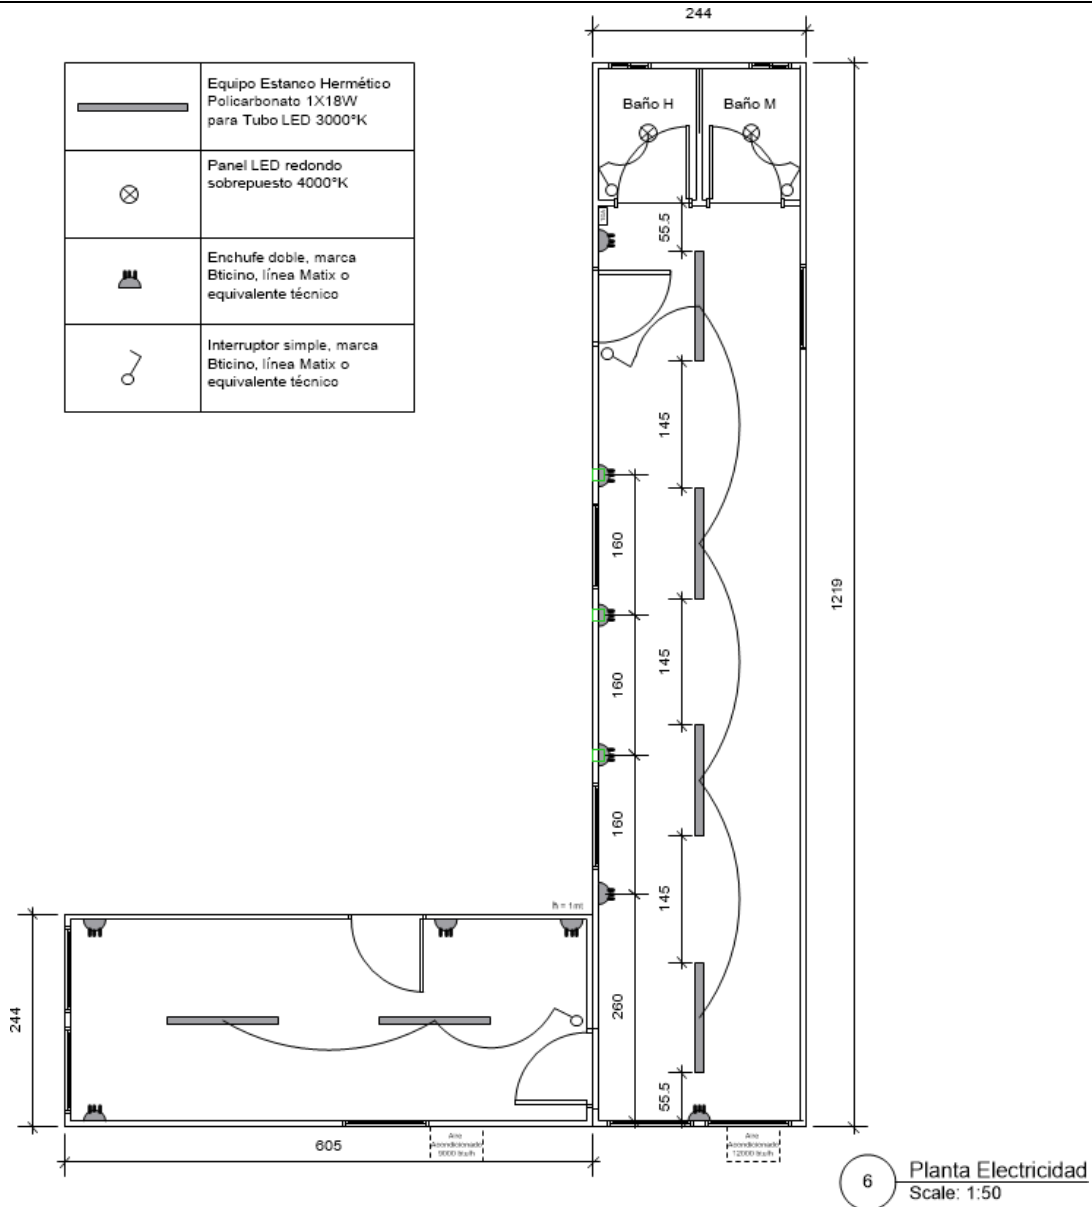 244
Equipo Estanco Hermético
Policarbonato 1X18W
para Tubo LED 3000°K
Panel LED redondo
sobrepuesto 4000°K
Enchufe doble, marca
Bticino, línea Matix o
equivalente técnico
Interruptor simple, marca
Bticino, línea Matix o
equivalente técnico
Baño H
Baño M
55.5
145
160
1219
145
160
160
145
h = 1mt
244
260
55.5
605
Aire
Acondicionado
9000 btu/h
Aire
Acondicionado
12000 btu/h
6
Planta Electricidad
Scale: 1:50